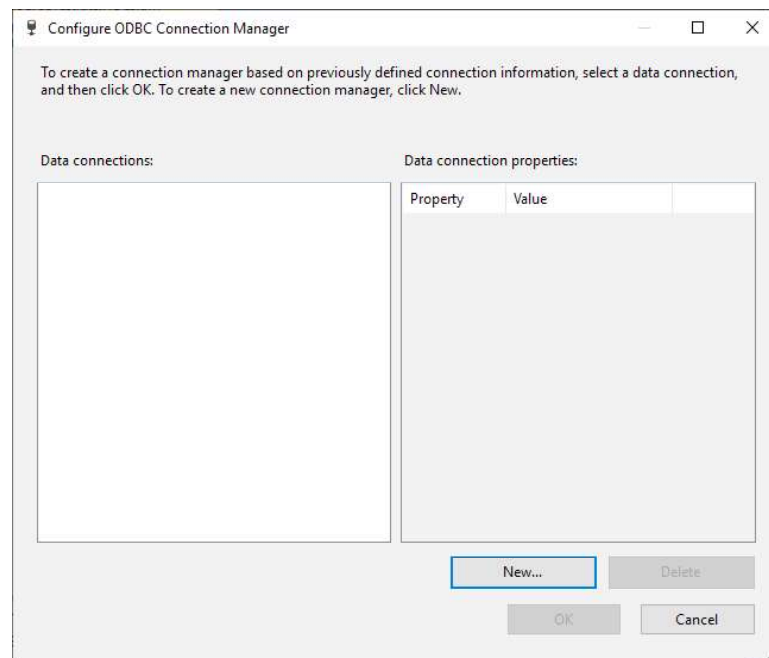 Configure ODBC Connection Manager
To create a connection manager based on previously defined connection information, select a data connection,
and then click OK. To create a new connection manager, click New.
Data connections:
Data connection properties:
Property
Value
New...
Delete
OK
Cancel